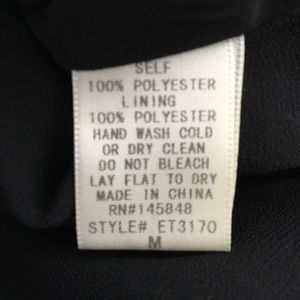 SELF
100% POLYESTER
LINING
100% POLYESTER
HAND WASH COLD
OR DRY CLEAN
DO NOT BLEACH
LAY FLAT TO DRY
MADE IN CHINA
RN#145848
STYLE# ET3170
M